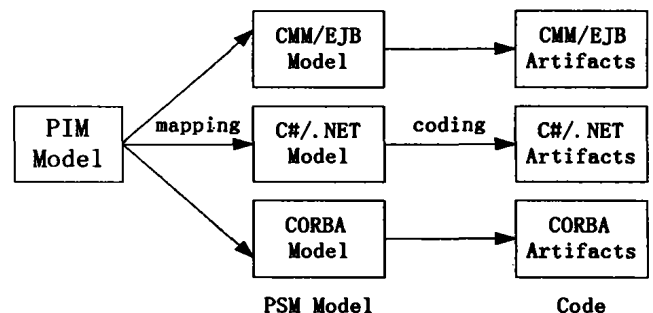 CMM/EJB
Model
CMM/EJB
Artifacts
PIM
Model
mapping
C#/.NET
Model
coding
C#/.NET
Artifacts
CORBA
Model
CORBA
Artifacts
PSM Model
Code